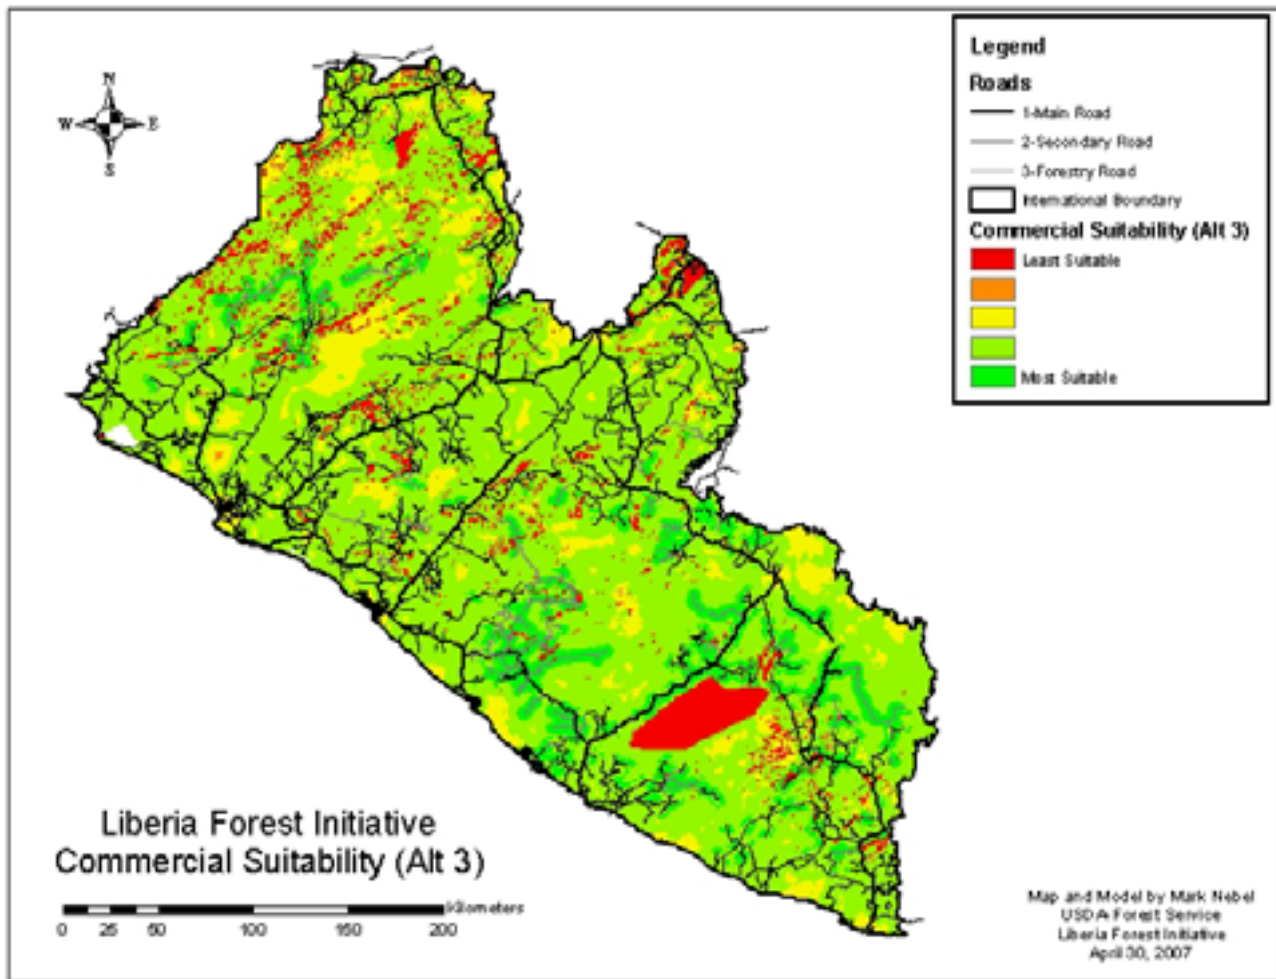 N
W E
S
Legend
Roads
1-Main Road
2-Secondary Road
3-Forestry Road
International Boundary
Commercial Suitability (Alt 3)
Least Suitable
Most Suitable
Liberia Forest Initiative
Commercial Suitability (Alt 3)
Kilometers
0 25 50 100 150 200
Map and Model by Mark Nebel
USDA Forest Service
Liberia Forest Initiative
April 30, 2007